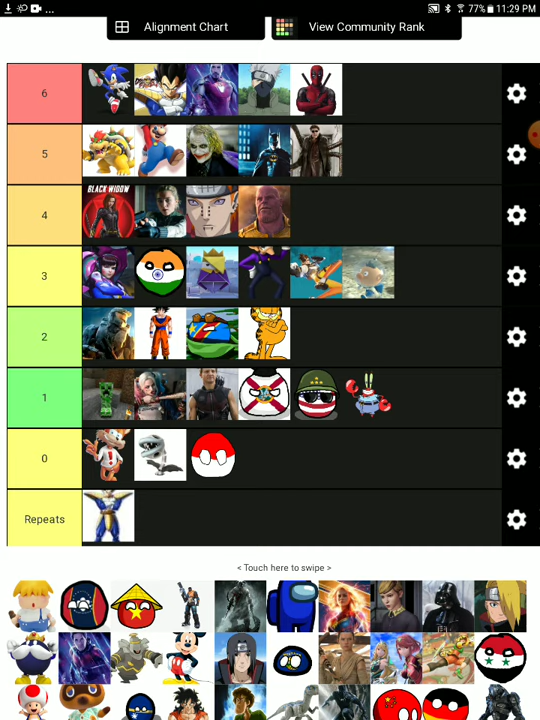 ... 77% 11:29 PM
Alignment Chart
View Community Rank
6
5
BLACK WIDOW
4
3
2
1
0
Repeats
< Touch here to swipe >